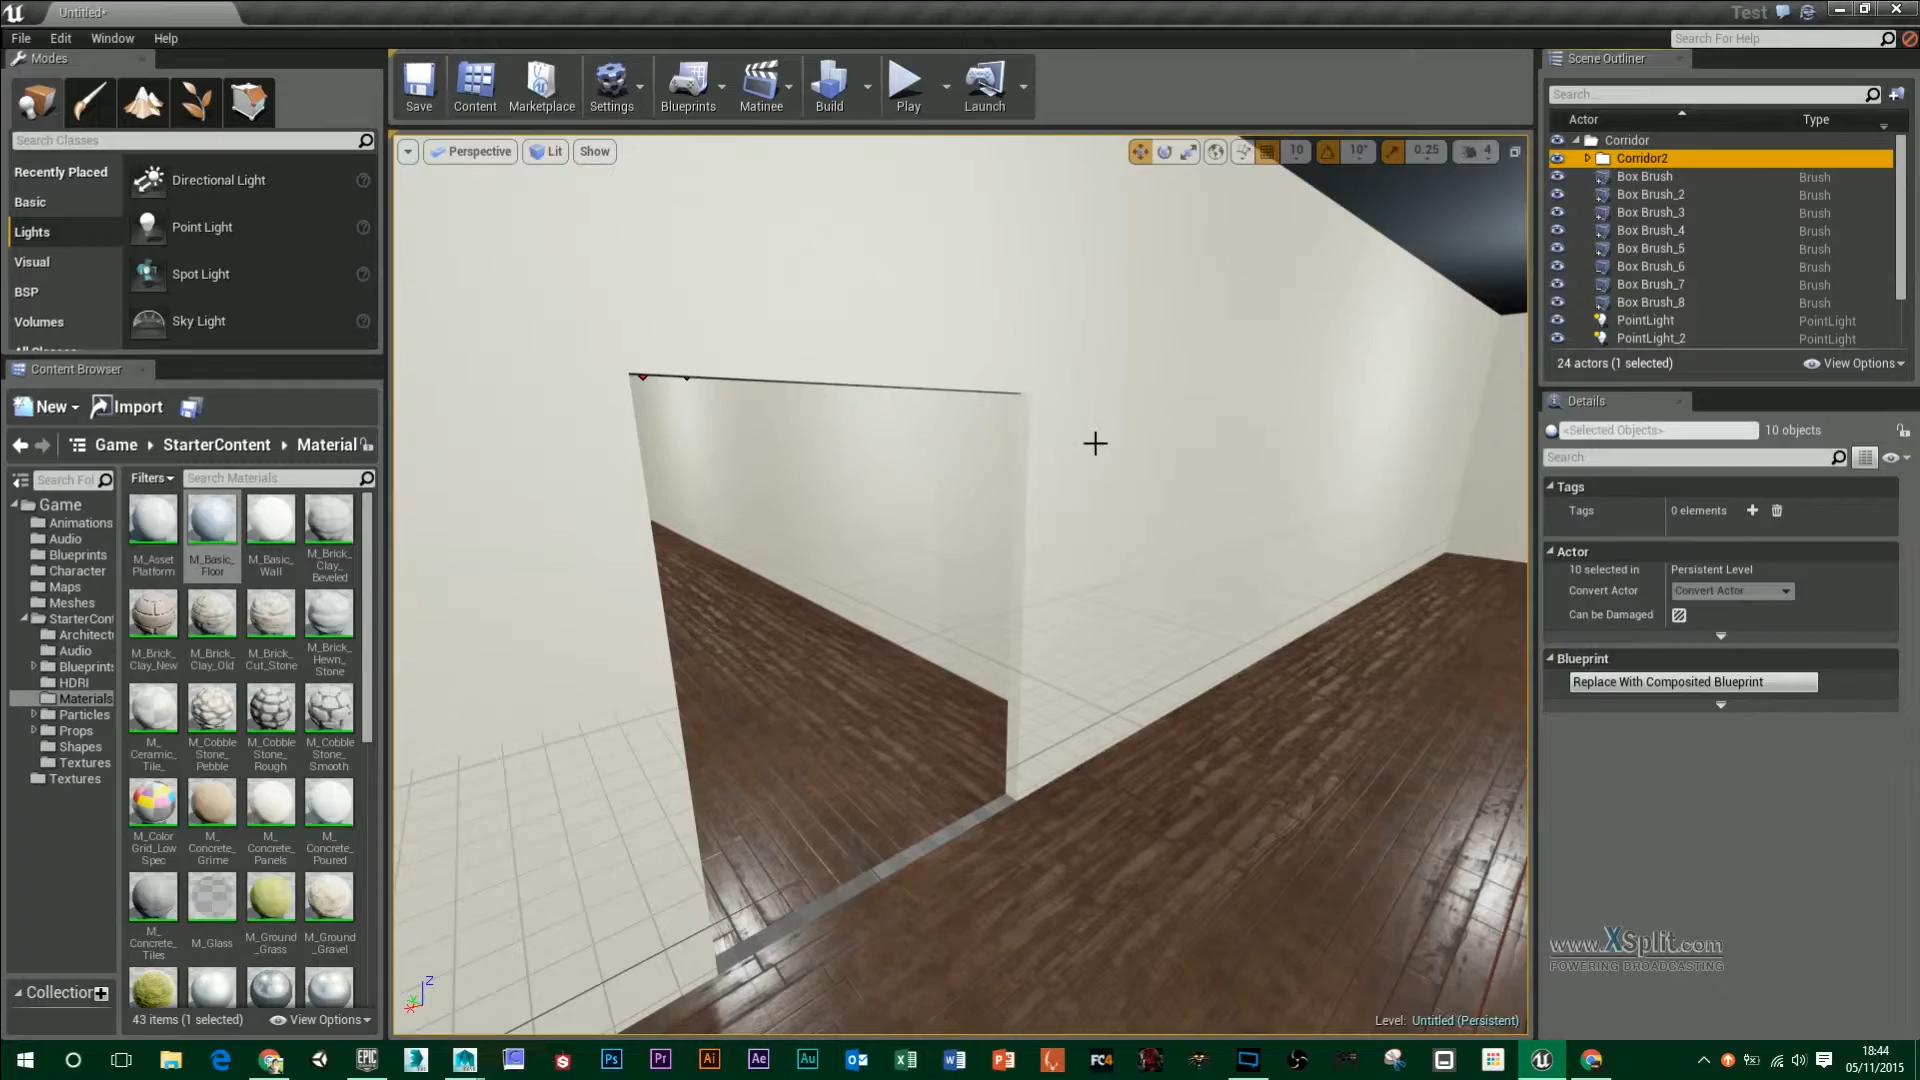 Untitled*
Test
File Edit Window Help
Search For Help
Modes
Search Classes
Recently Placed
Basic
Lights
Visual
BSP
Volumes
Directional Light
Point Light
Spot Light
Sky Light
Save
Content
Marketplace
Settings
Blueprints
Matinee
Build
Play
Launch
Perspective
Lit
Show
10
10°
0.25
4
Level: Untitled (Persistent)
Z
Content Browser
New
Import
Game
StarterContent
Material
Search Fol
Filters
Search Materials
Game
Animations
Audio
Blueprints
Character
Maps
Meshes
StarterCont
Architect
Audio
Blueprints
HDRI
Materials
Particles
Props
Shapes
Textures
Textures
Collection
M_Asset
Platform
M_Basic_
Floor
M_Basic_
Wall
M_Brick_
Clay_
Beveled
M_Brick_
Clay_New
M_Brick_
Clay_Old
M_Brick_
Cut_Stone
M_Brick_
Hewn_
Stone
M_
Ceramic_
Tile_
M_Cobble
Stone_
Pebble
M_Cobble
Stone_
Rough
M_Cobble
Stone_
Smooth
M_Color
Grid_Low
Spec
M_
Concrete_
Grime
M_
Concrete_
Panels
M_
Concrete_
Poured
M_
Concrete_
Tiles
M_Glass
M_Ground
_Grass
M_Ground
_Gravel
43 items (1 selected)
View Options
Scene Outliner
Search...
Actor Type
Corridor
Corridor2
Box Brush Brush
Box Brush_2 Brush
Box Brush_3 Brush
Box Brush_4 Brush
Box Brush_5 Brush
Box Brush_6 Brush
Box Brush_7 Brush
Box Brush_8 Brush
PointLight PointLight
PointLight_2 PointLight
24 actors (1 selected)
View Options
Details
<Selected Objects> 10 objects
Search
Tags
Tags 0 elements
Actor
10 selected in Persistent Level
Convert Actor Convert Actor
Can be Damaged
Blueprint
Replace With Composited Blueprint
www.XSplit.com
POWERING BROADCASTING
EPIC
Ps
Pr
Ai
Ae
Au
FC4
18:44
05/11/2015